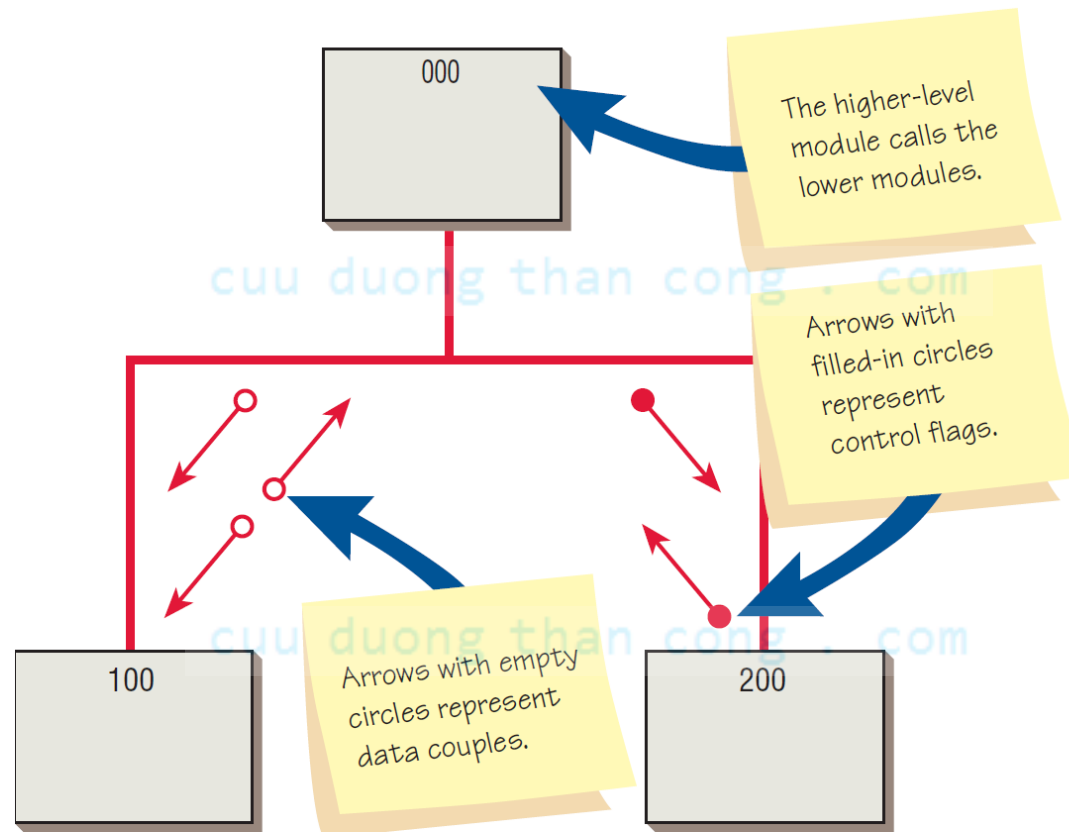 000
The higher-level
module calls the
lower modules.
cuu duong than cong . com
Arrows with
filled-in circles
represent
control flags.
cuu duong than cong . com
Arrows with empty
circles represent
data couples.
100
200